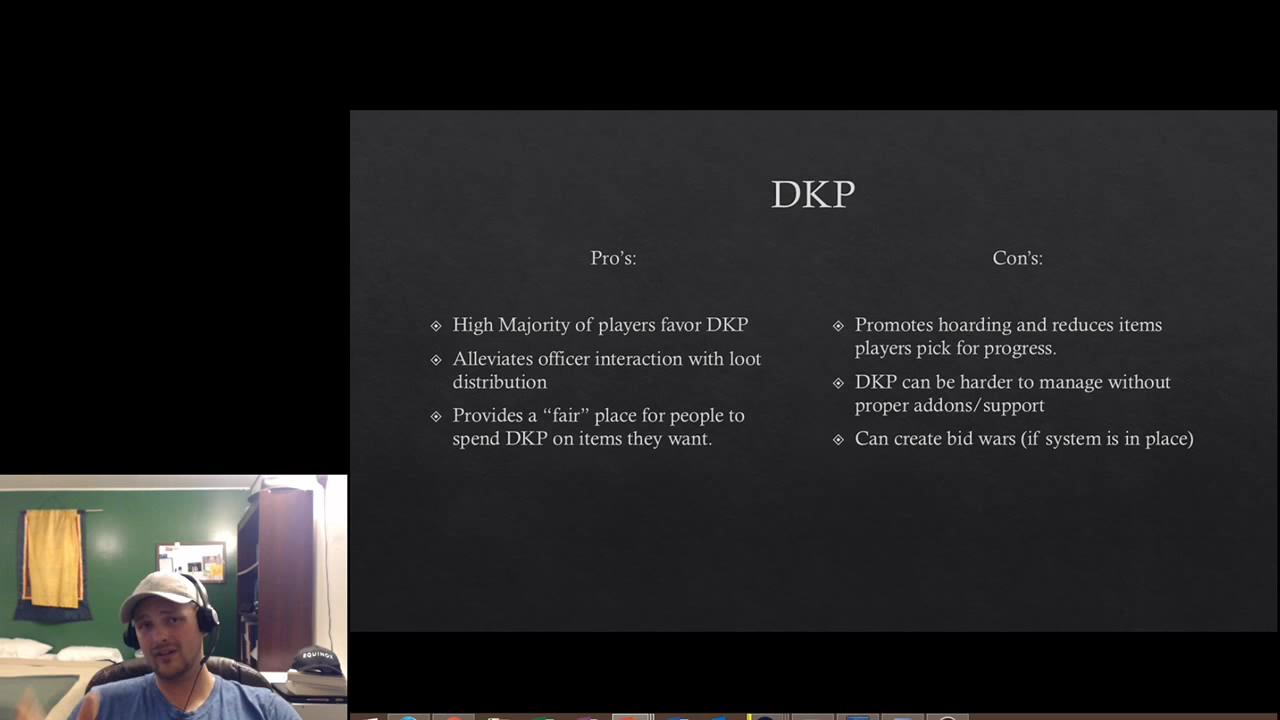 DKP
Pro's:
High Majority of players favor DKP
Alleviates officer interaction with loot
distribution
Provides a “fair” place for people to
spend DKP on items they want.
Con's:
Promotes hoarding and reduces items
players pick for progress.
DKP can be harder to manage without
proper addons/support
Can create bid wars (if system is in place)
EQUINOX